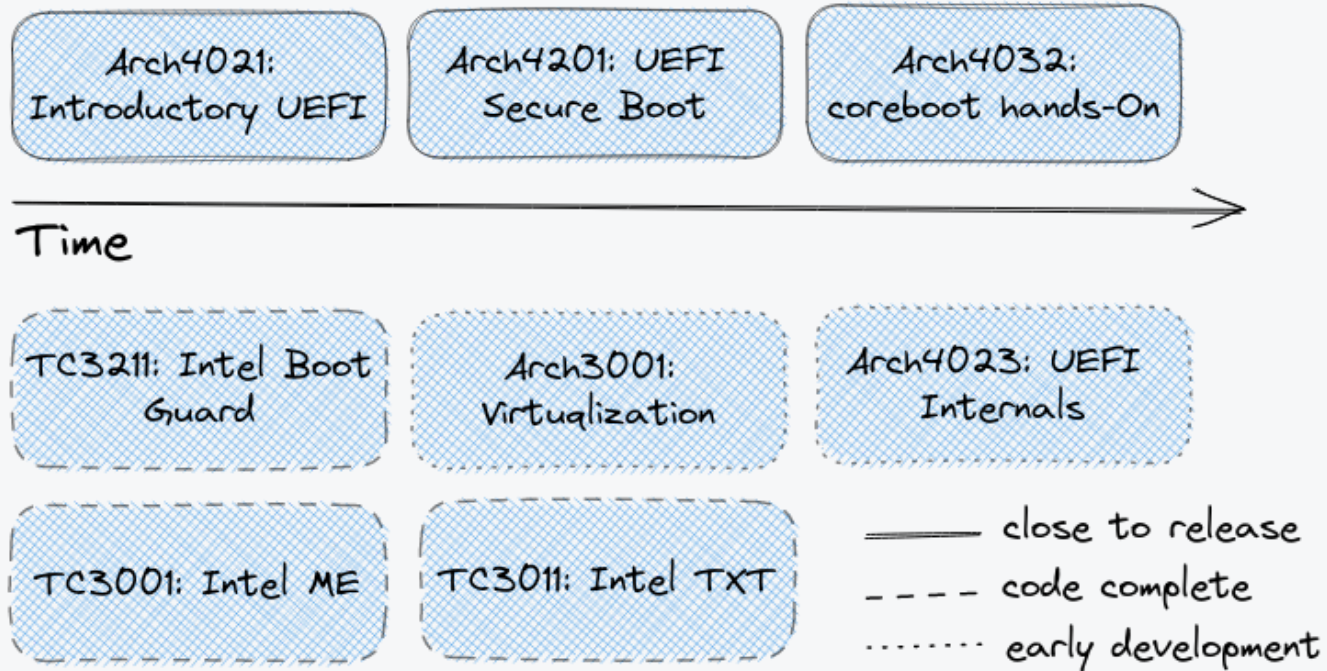 Arch4021:
Introductory UEFI
Arch4201: UEFI
Secure Boot
Arch4032:
coreboot hands-On
Time
TC3211: Intel Boot
Guard
Arch3001:
Virtuqlization
Arch4023: UEFI
Internals
TC3001: Intel ME
TC3011: Intel TXT
close to release
code complete
early development